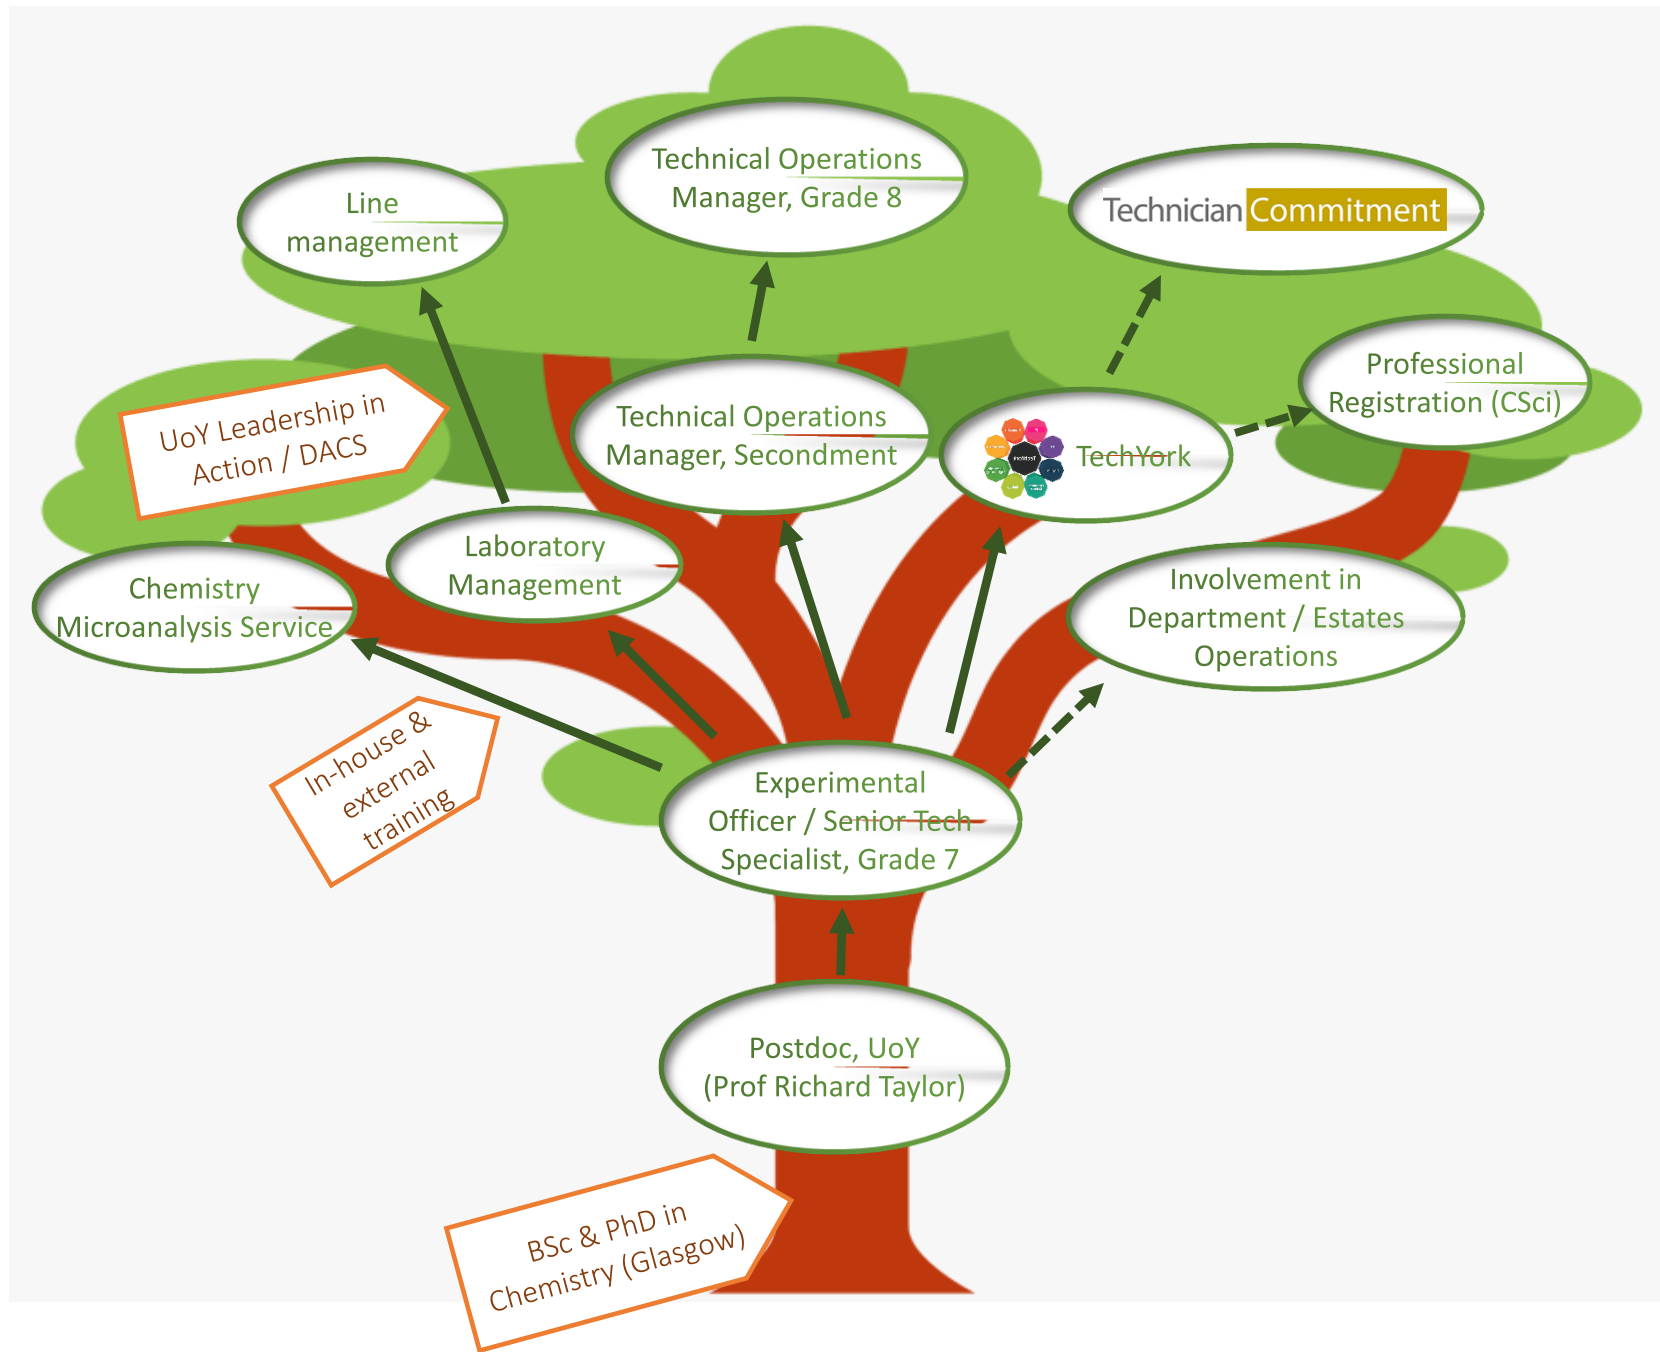 Technical Operations
Manager, Grade 8
Line
management
Technician Commitment
Professional
Registration (CSci)
UoY Leadership in
Action / DACS
Technical Operations
Manager, Secondment
TechYork
Laboratory
Management
Chemistry
Microanalysis Service
Involvement in
Department / Estates
Operations
In-house &
external
training
Experimental
Officer / Senior Tech
Specialist, Grade 7
Postdoc, UoY
(Prof Richard Taylor)
BSc & PhD in
Chemistry (Glasgow)